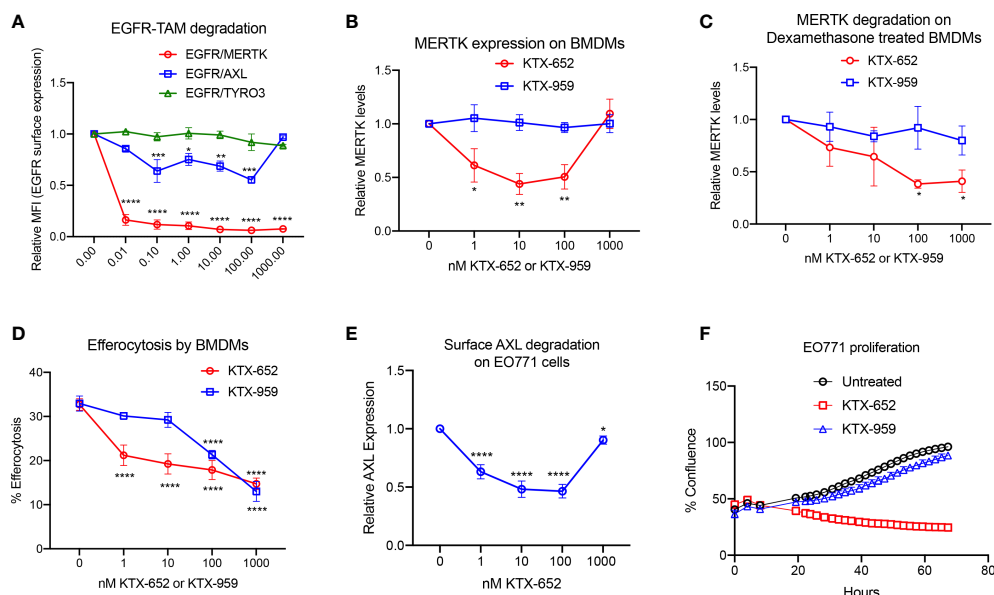 A
EGFR-TAM degradation
EGFR/MERTK
EGFR/AXL
EGFR/TYRO3
Relative MFI (EGFR surface expression)
1.5
1.0
0.5
0.0
*** * ** ***
**** **** **** **** **** ****
0.00 0.01 0.10 1.00 10.00 100.00 1000.00
B
MERTK expression on BMDMs
KTX-652
KTX-959
Relative MERTK levels
1.5
1.0
0.5
0.0
* ** **
0 1 10 100 1000
nM KTX-652 or KTX-959
C
MERTK degradation on
Dexamethasone treated BMDMs
KTX-652
KTX-959
Relative MERTK levels
1.5
1.0
0.5
0.0
* *
0 1 10 100 1000
nM KTX-652 or KTX-959
D
Efferocytosis by BMDMs
KTX-652
KTX-959
% Efferocytosis
40
30
20
10
0
**** ****
**** **** **** ****
0 1 10 100 1000
nM KTX-652 or KTX-959
E
Surface AXL degradation
on EO771 cells
Relative AXL Expression
1.5
1.0
0.5
0.0
**** **** **** *
0 1 10 100 1000
nM KTX-652
F
EO771 proliferation
Untreated
KTX-652
KTX-959
% Confluence
150
100
50
0
0 20 40 60 80
Hours